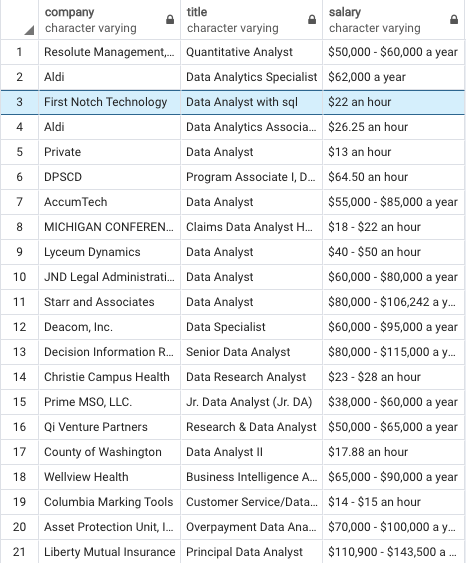 company title salary
character varying character varying character varying
1 Resolute Management,... Quantitative Analyst $50,000 - $60,000 a year
2 Aldi Data Analytics Specialist $62,000 a year
3 First Notch Technology Data Analyst with sql $22 an hour
4 Aldi Data Analytics Associa... $26.25 an hour
5 Private Data Analyst $13 an hour
6 DPSCD Program Associate I, D... $64.50 an hour
7 AccumTech Data Analyst $55,000 - $85,000 a year
8 MICHIGAN CONFEREN... Claims Data Analyst H... $18 - $22 an hour
9 Lyceum Dynamics Data Analyst $40 - $50 an hour
10 JND Legal Administrati... Data Analyst $60,000 - $80,000 a year
11 Starr and Associates Data Analyst $80,000 - $106,242 a y...
12 Deacom, Inc. Data Specialist $60,000 - $95,000 a year
13 Decision Information R... Senior Data Analyst $80,000 - $115,000 a y...
14 Christie Campus Health Data Research Analyst $23 - $28 an hour
15 Prime MSO, LLC. Jr. Data Analyst (Jr. DA) $38,000 - $60,000 a year
16 Qi Venture Partners Research & Data Analyst $50,000 - $65,000 a year
17 County of Washington Data Analyst II $17.88 an hour
18 Wellview Health Business Intelligence A... $65,000 - $90,000 a year
19 Columbia Marking Tools Customer Service/Data... $14 - $15 an hour
20 Asset Protection Unit, I... Overpayment Data Ana... $70,000 - $100,000 a y...
21 Liberty Mutual Insurance Principal Data Analyst $110,900 - $143,500 a ...